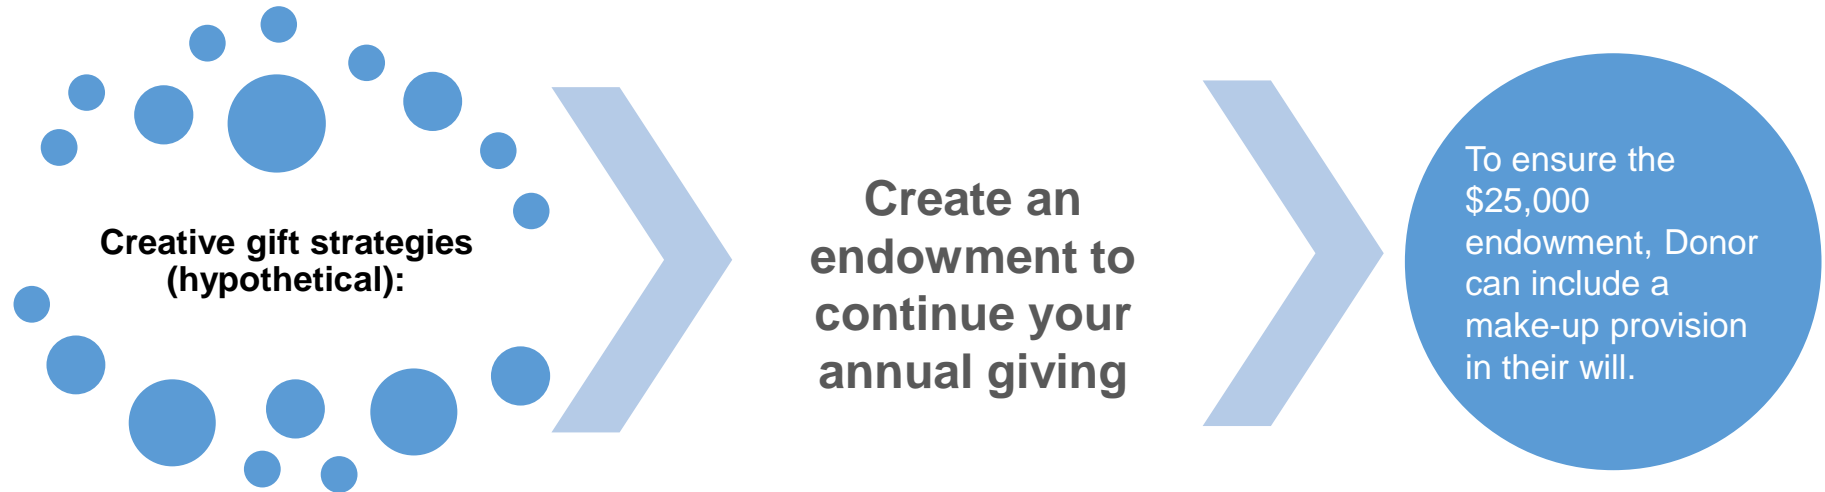 Creative gift strategies
(hypothetical):
Create an
endowment to
continue your
annual giving
To ensure the
$25,000
endowment, Donor
can include a
make-up provision
in their will.